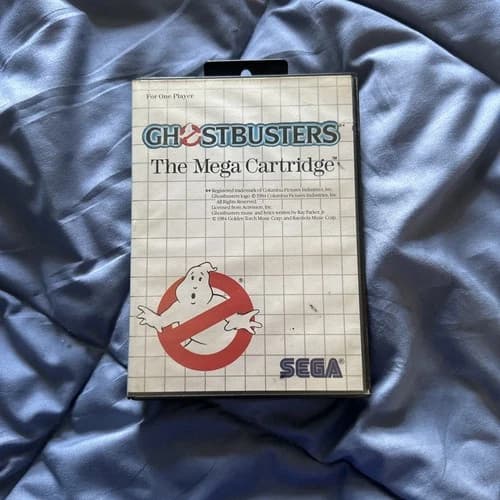 For One Player
GHOSTBUSTERS™
The Mega Cartridge™
Registered trademark of Columbia Pictures Industries, Inc.
Ghostbusters logo © 1984 Columbia Pictures Industries, Inc.
All Rights Reserved.
Licensed from Activision, Inc.
Ghostbusters music and lyrics written by Ray Parker, Jr.
© 1984 Golden Torch Music Corp. and Raydiola Music Corp.
®
SEGA®